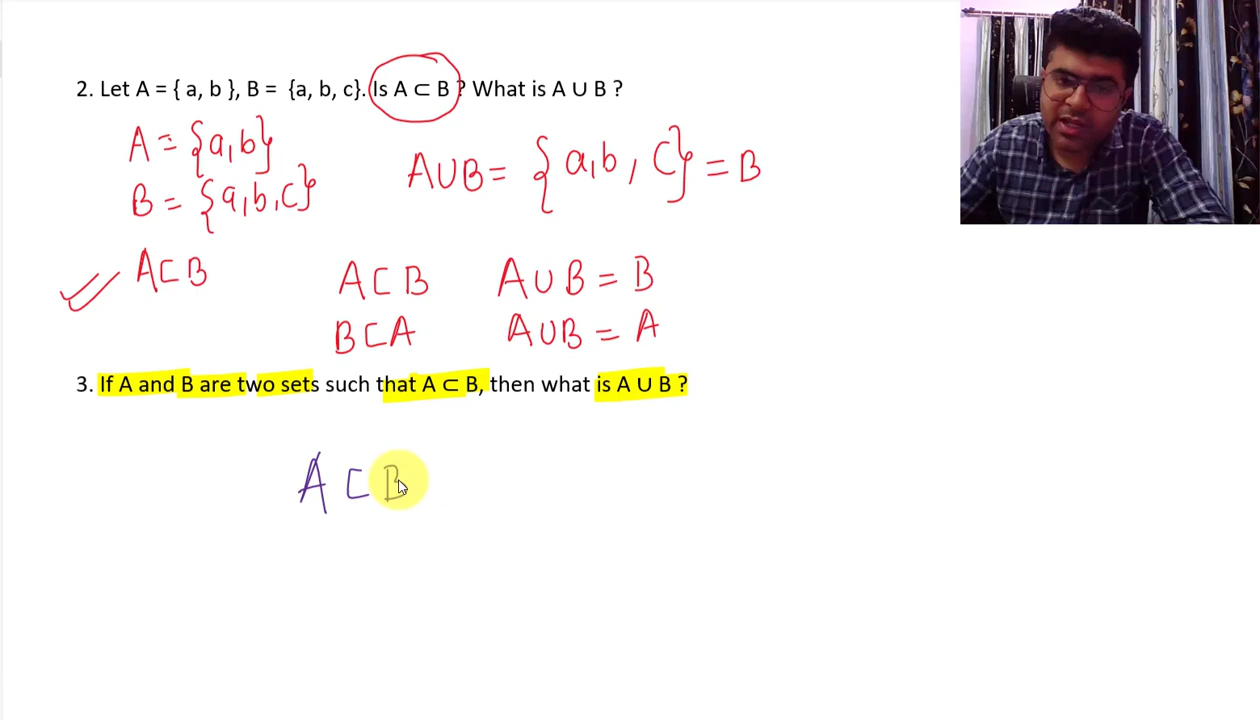 2. Let A = { a, b }, B = {a, b, c}. Is A ⊂ B ? What is A ∪ B ?
A = {a,b}
B = {a,b,c}
A∪B = {a,b, c} = B
A⊂B
A⊂B A∪B = B
B⊂A A∪B = A
3. If A and B are two sets such that A ⊂ B, then what is A ∪ B ?
A ⊂ B